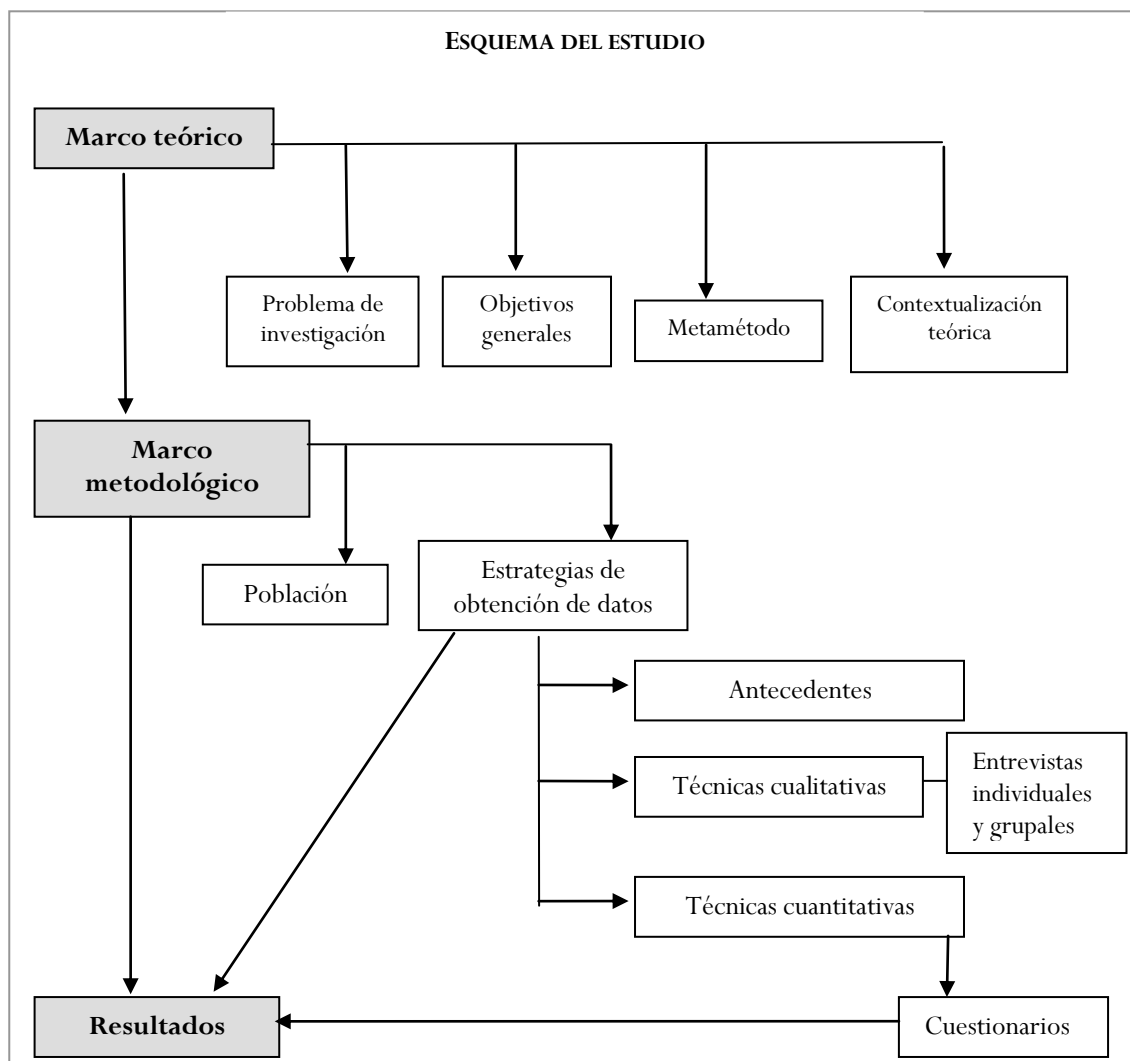 ESQUEMA DEL ESTUDIO
Marco teórico
Problema de
investigación
Objetivos
generales
Metamétodo
Contextualización
teórica
Marco
metodológico
Población
Estrategias de
obtención de datos
Antecedentes
Técnicas cualitativas
Entrevistas
individuales
y grupales
Técnicas cuantitativas
Resultados
Cuestionarios